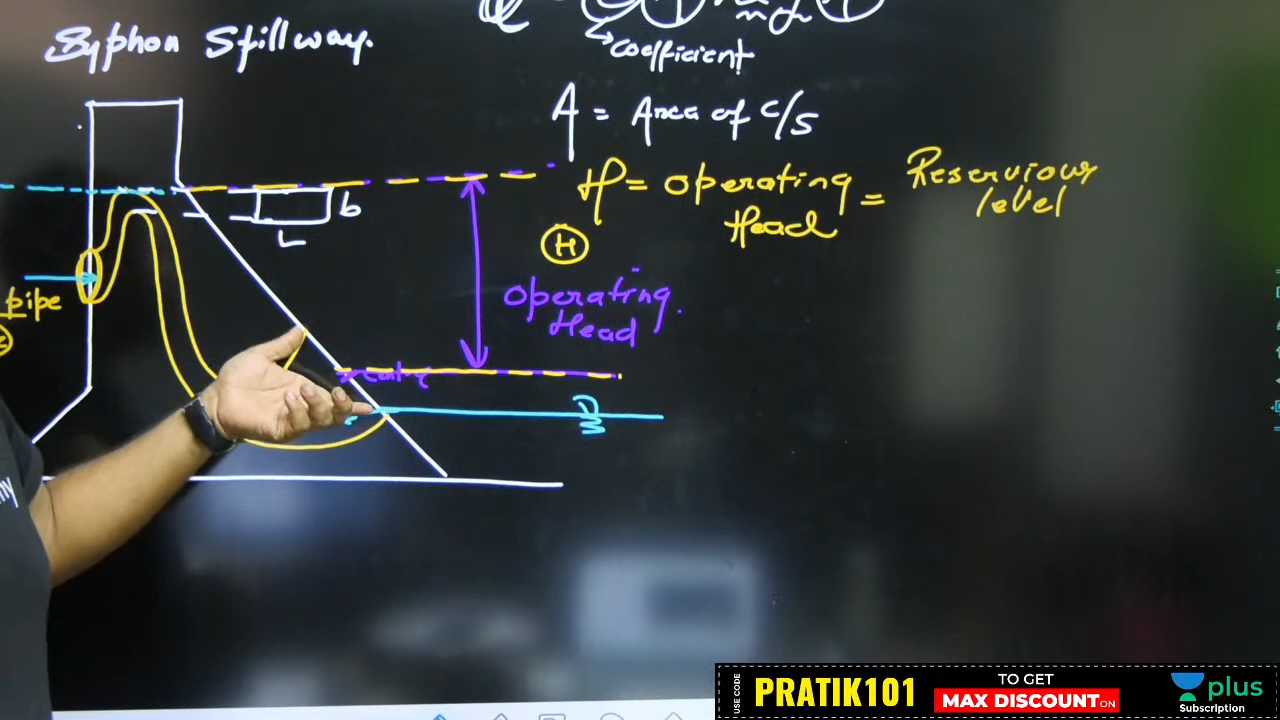 Syphon Spillway.
Coefficient
A = Area of C/S
H = Operating Head = Reserviour level
b
L
H
Operating Head
pipe
USE CODE
PRATIK101
TO GET
MAX DISCOUNT ON
plus
Subscription